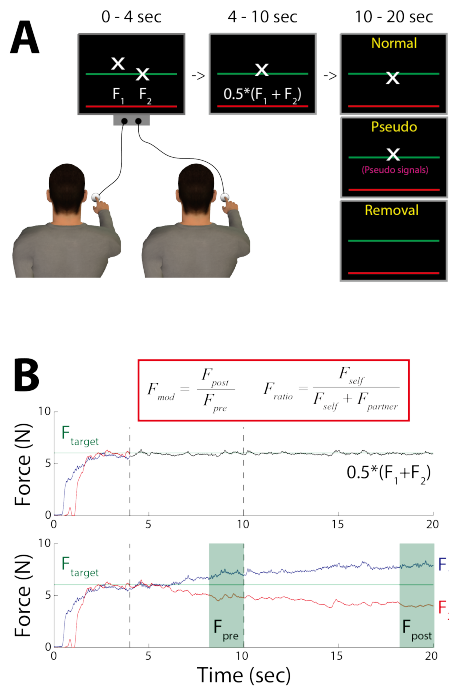 A
0 - 4 sec
4 - 10 sec
10 - 20 sec
X X
F1 F2
->
X
0.5*(F1 + F2)
->
Normal
X
Pseudo
X
(Pseudo signals)
Removal
B
Fmod = Fpost / Fpre
Fratio = Fself / Fself + Fpartner
Force (N)
10
5
0
Ftarget
0.5*(F1+F2)
0 5 10 15 20
Force (N)
10
5
0
Ftarget
F
F
Fpre
Fpost
0 5 10 15 20
Time (sec)